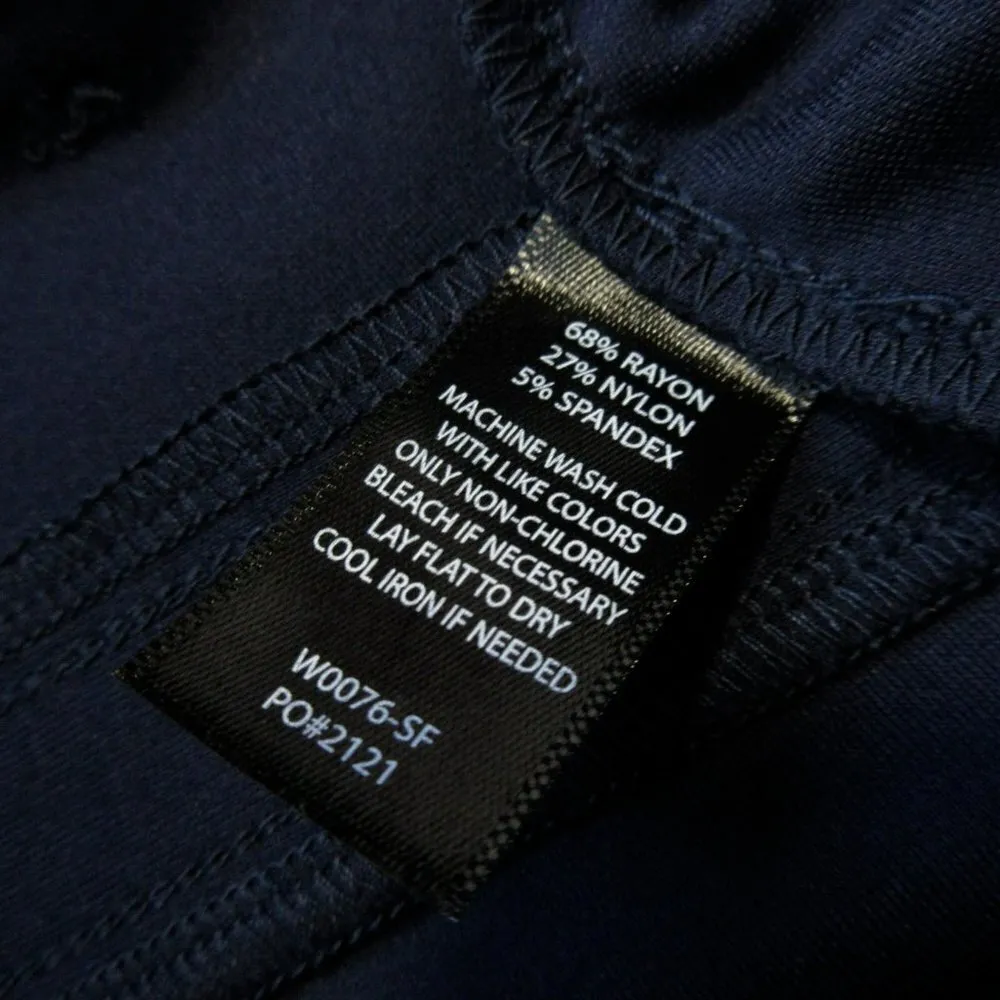 68% RAYON
27% NYLON
5% SPANDEX
MACHINE WASH COLD
WITH LIKE COLORS
ONLY NON-CHLORINE
BLEACH IF NECESSARY
LAY FLAT TO DRY
COOL IRON IF NEEDED
W0076-SF
PO#2121